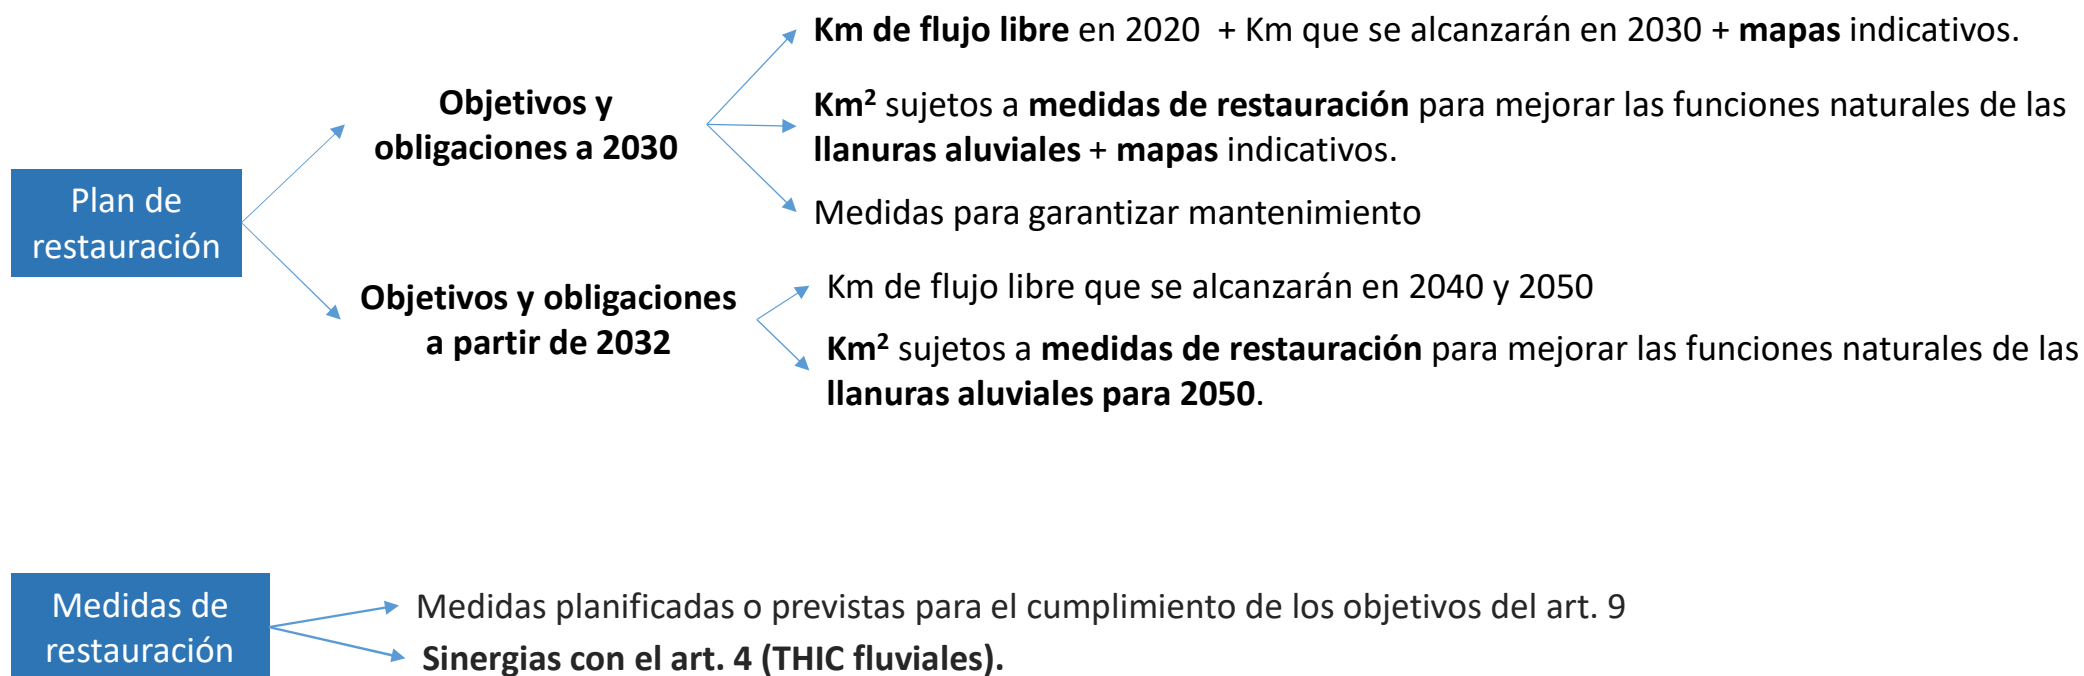 Plan de
restauración
Objetivos y
obligaciones a 2030
Km de flujo libre en 2020 + Km que se alcanzarán en 2030 + mapas indicativos.
Km² sujetos a medidas de restauración para mejorar las funciones naturales de las
llanuras aluviales + mapas indicativos.
Medidas para garantizar mantenimiento
Objetivos y obligaciones
a partir de 2032
Km de flujo libre que se alcanzarán en 2040 y 2050
Km² sujetos a medidas de restauración para mejorar las funciones naturales de las
llanuras aluviales para 2050.
Medidas de
restauración
Medidas planificadas o previstas para el cumplimiento de los objetivos del art. 9
Sinergias con el art. 4 (THIC fluviales).